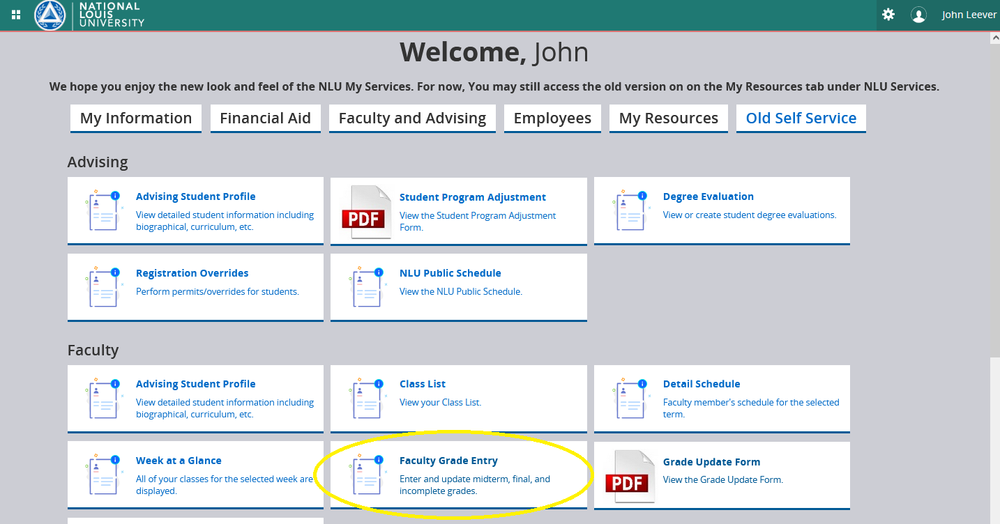 NATIONAL
LOUIS
UNIVERSITY
John Leever
Welcome, John
We hope you enjoy the new look and feel of the NLU My Services. For now, You may still access the old version on on the My Resources tab under NLU Services.
My Information
Financial Aid
Faculty and Advising
Employees
My Resources
Old Self Service
Advising
Advising Student Profile
View detailed student information including
biographical, curriculum, etc.
PDF
Student Program Adjustment
View the Student Program Adjustment
Form.
Degree Evaluation
View or create student degree evaluations.
Registration Overrides
Perform permits/overrides for students.
NLU Public Schedule
View the NLU Public Schedule.
Faculty
Advising Student Profile
View detailed student information including
biographical, curriculum, etc.
Class List
View your Class List.
Detail Schedule
Faculty member's schedule for the selected
term.
Week at a Glance
All of your classes for the selected week are
displayed.
Faculty Grade Entry
Enter and update midterm, final, and
incomplete grades.
PDF
Grade Update Form
View the Grade Update Form.